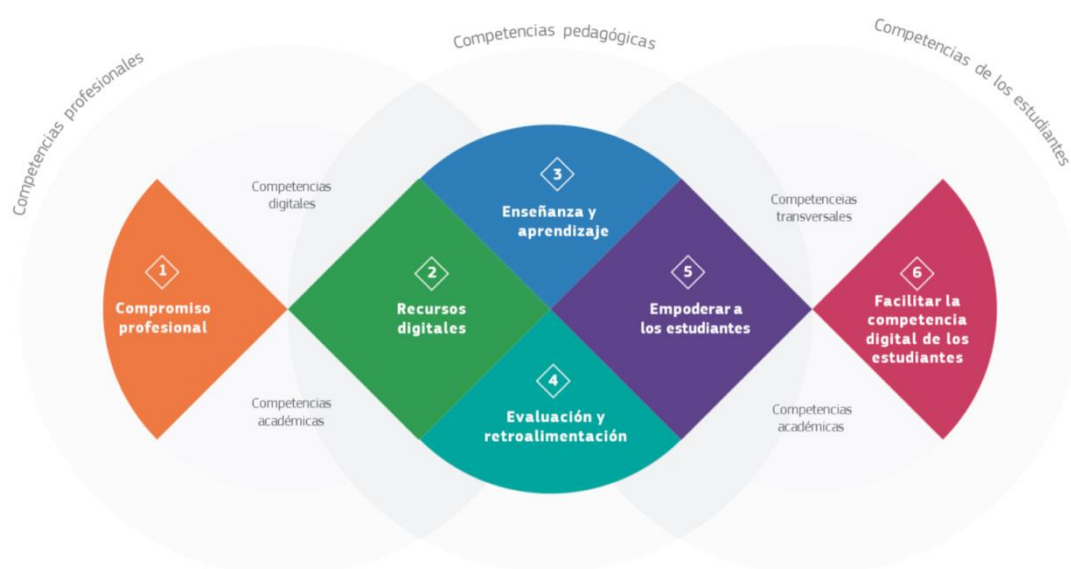 Competencias profesionales
Competencias pedagógicas
Competencias de los estudiantes
Competencias
digitales
Competenceias
transversales
1
Compromiso
profesional
2
Recursos
digitales
3
Enseñanza y
aprendizaje
4
Evaluación y
retroalimentación
5
Empoderar a
los estudiantes
6
Facilitar la
competencia
digital de los
estudiantes
Competencias
académicas
Competencias
académicas